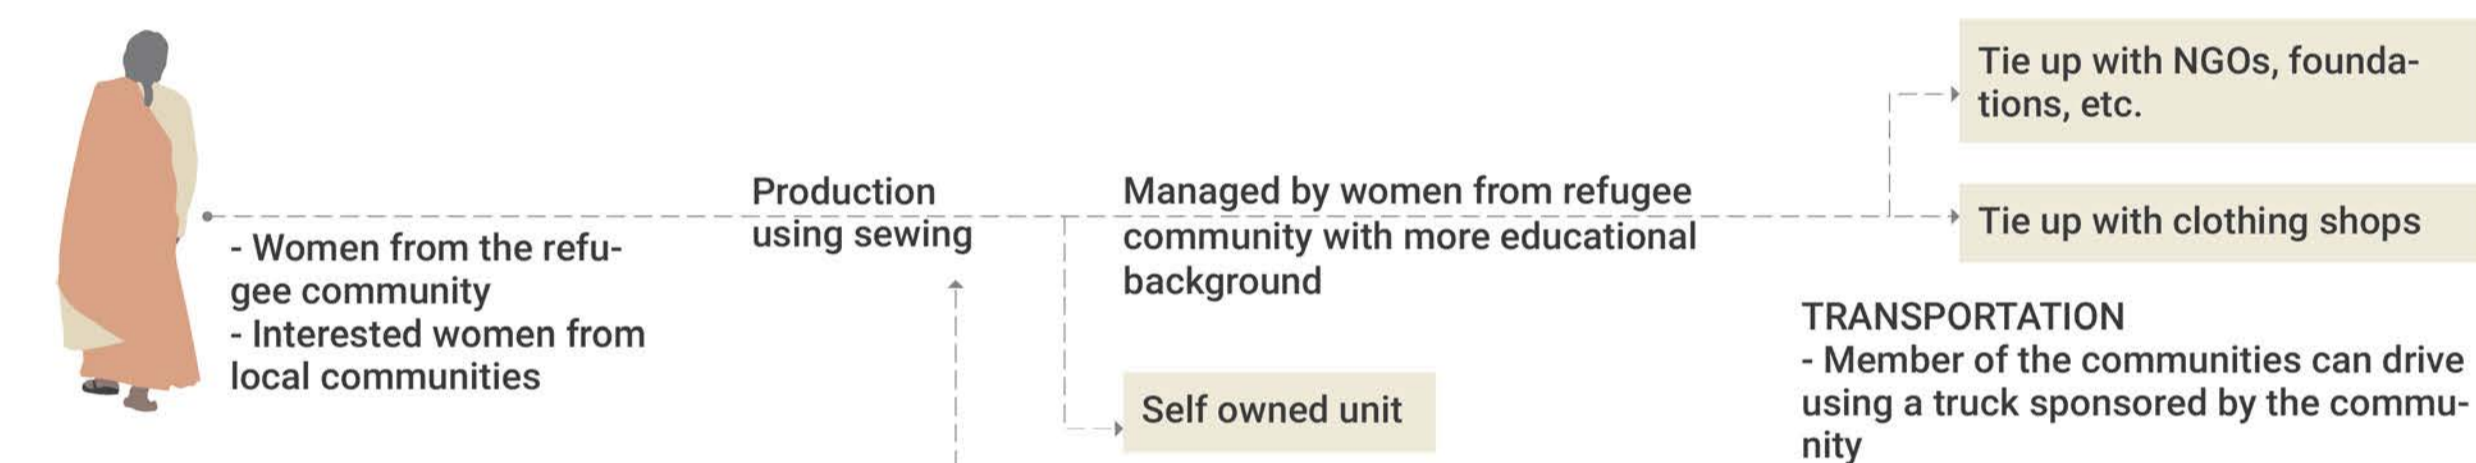 - Women from the refu-
gee community
- Interested women from
local communities
Production
using sewing
Managed by women from refugee
community with more educational
background
Self owned unit
Tie up with NGOs, founda-
tions, etc.
Tie up with clothing shops
TRANSPORTATION
- Member of the communities can drive
using a truck sponsored by the commu-
nity